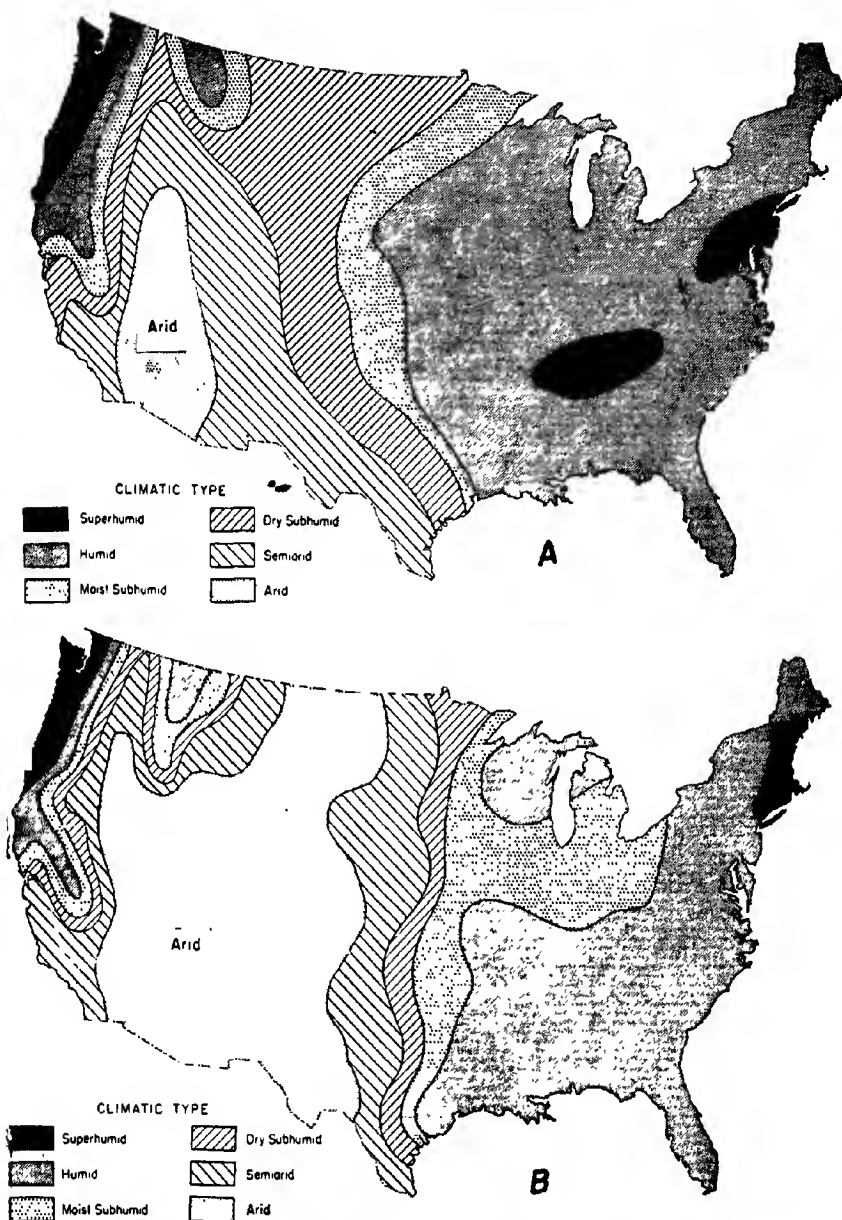 Arid
CLIMATIC TYPE
Superhumid
Dry Subhumid
Humid
Semiarid
Moist Subhumid
Arid
A
Arid
CLIMATIC TYPE
Superhumid
Dry Subhumid
Humid
Semiarid
Moist Subhumid
Arid
B